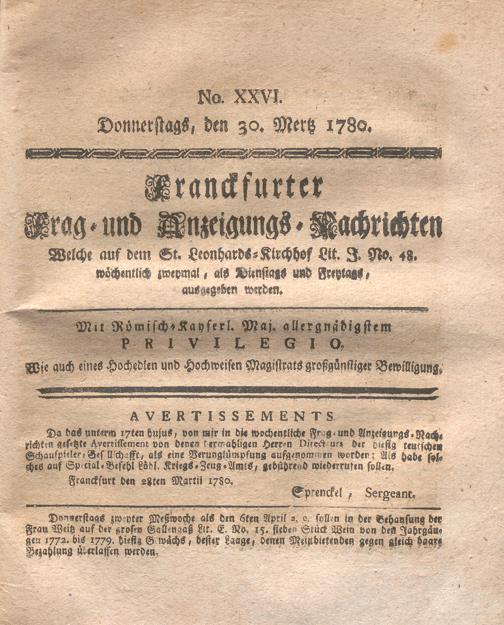 No. XXVI.
Donnerstags, den 30. Mertz 1780.
Franckfurter
Frag- und Anzeigungs-Nachrichten
Welche auf dem St. Leonhards-Kirchhof Lit. J. No. 48.
wöchentlich zweymal, als Dienstags und Freytags,
ausgegeben werden.
Mit Römisch-Kayserl. Maj. allergnädigstem
PRIVILEGIO,
Wie auch eines Hochedlen und Hochweisen Magistrats großgünstiger Bewilligung.
AVERTISSEMENTS
Da das unterm 17ten hujus, von mir in die wochentliche Frag- und Anzeigungs-Nach-
richten gesetzte Avertissement von denen dermahligen Herren Directeurs der hiesig teutschen
Schauspieler-Gesellschafft, als eine Verunglümpfung aufgenommen worden; Als habe sol-
ches auf Special-Befehl Löbl. Kriegs-Zeug-Amts, gebührend wiederrufen sollen.
Franckfurt den 28sten Martii 1780.
Sprenckel, Sergeant.
Donnerstags zweyter Meßwoche als den 6ten April a. c. sollen in der Behausung der
Frau Weitz auf der grosen Gallengaß Lit. E. No. 15. sieben Stück Wein von den Jahrgän-
gen 1772. bis 1779. hiesig Gewächs, bester Laage, denen Meistbietenden gegen gleich baare
Bezahlung überlassen werden.